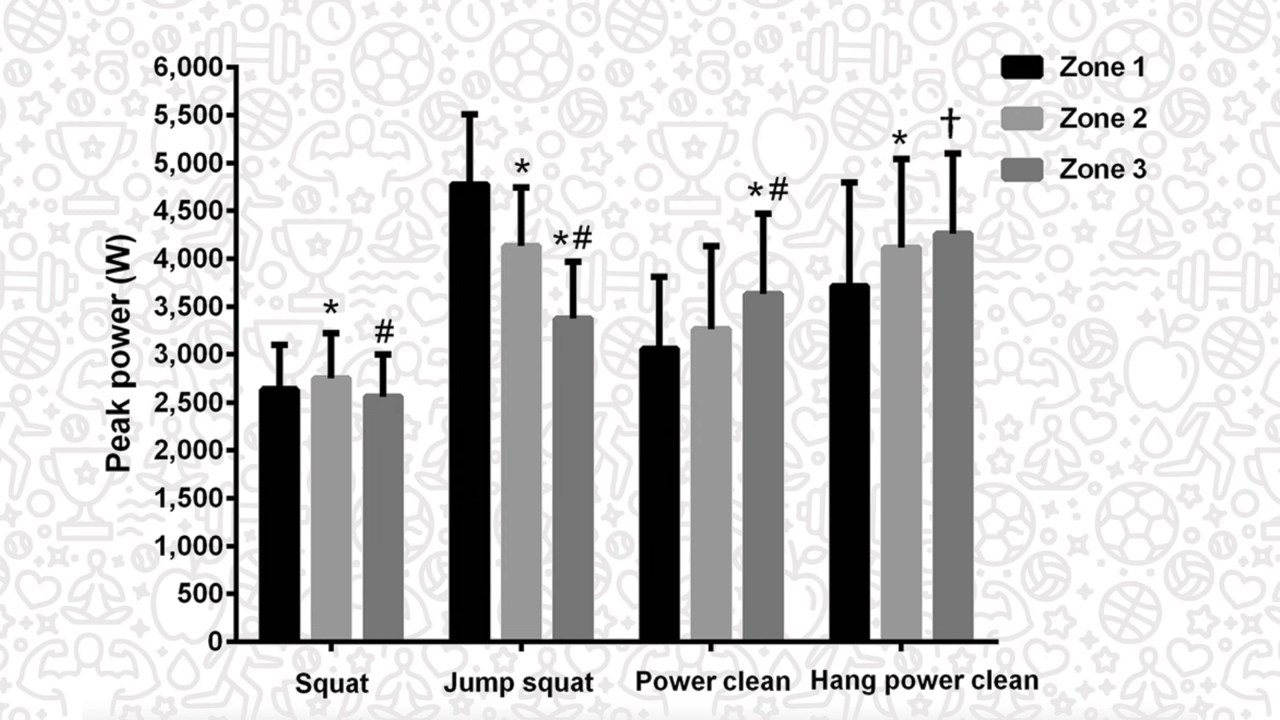 6,000
5,500
5,000
4,500
4,000
3,500
3,000
2,500
2,000
1,500
1,000
500
0
Peak power (W)
*
#
*
*#
*#
*
†
Squat
Jump squat
Power clean
Hang power clean
Zone 1
Zone 2
Zone 3